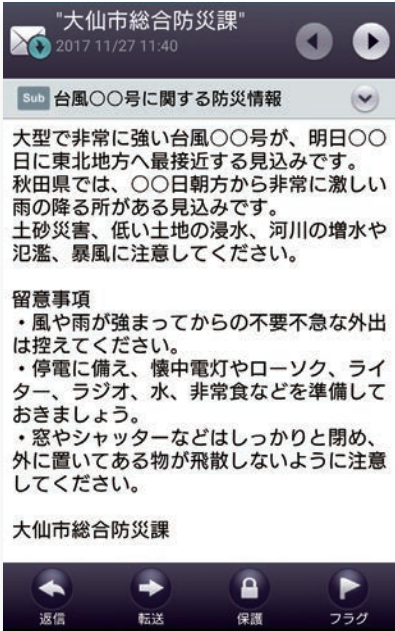 "大仙市総合防災課"
2017 11/27 11:40
Sub 台風〇〇号に関する防災情報
大型で非常に強い台風〇〇号が、明日〇〇
日に東北地方へ最接近する見込みです。
秋田県では、〇〇日朝方から非常に激しい
雨の降る所がある見込みです。
土砂災害、低い土地の浸水、河川の増水や
氾濫、暴風に注意してください。
留意事項
・風や雨が強まってからの不要不急な外出
は控えてください。
・停電に備え、懐中電灯やローソク、ライ
ター、ラジオ、水、非常食などを準備して
おきましょう。
・窓やシャッターなどはしっかりと閉め、
外に置いてある物が飛散しないように注意
してください。
大仙市総合防災課
返信 転送 保護 フラグ